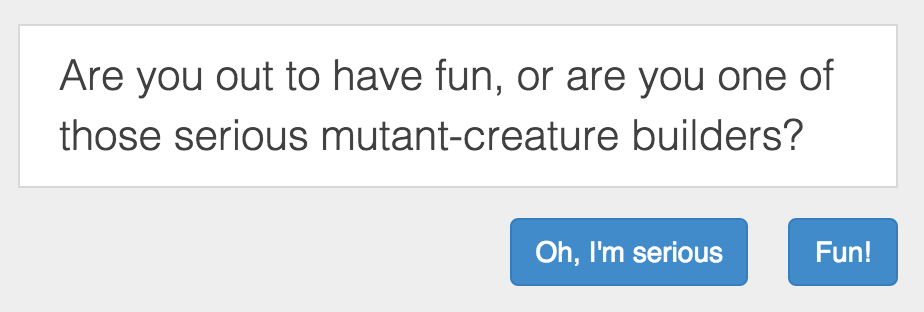 Are you out to have fun, or are you one of
those serious mutant-creature builders?
Oh, I'm serious
Fun!